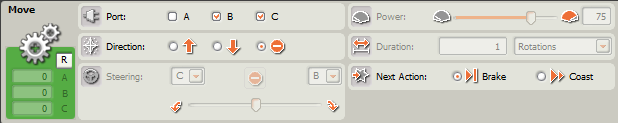 Move
R
0 A
0 B
0 C
Port: A B C
Direction:
Steering: C B
Power: 75
Duration: 1 Rotations
Next Action: Brake Coast